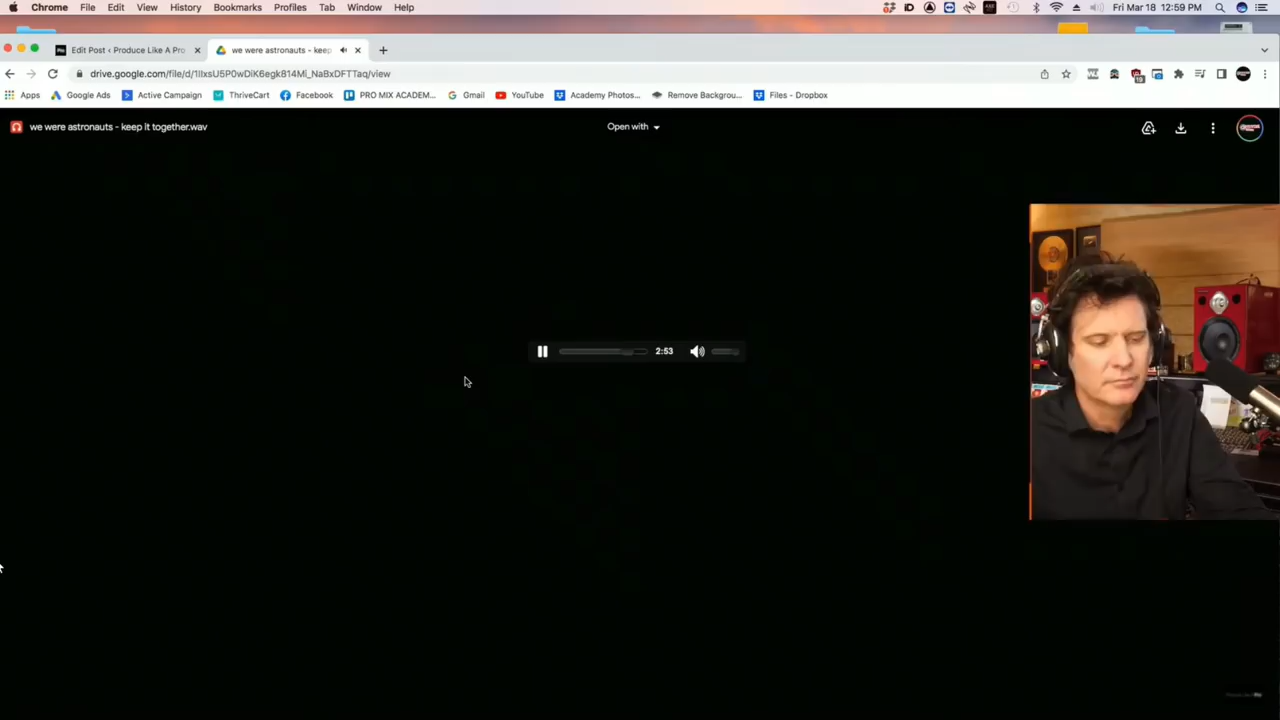 Chrome File Edit View History Bookmarks Profiles Tab Window Help Fri Mar 18 12:59 PM
Edit Post ‹ Produce Like A Pro we were astronauts - keep
drive.google.com/file/d/1IIxsU5P0wDiK6egk814Mi_NaBxDFTTaq/view
Apps Google Ads Active Campaign ThriveCart Facebook PRO MIX ACADEM... Gmail YouTube Academy Photos... Remove Backgrou... Files - Dropbox
we were astronauts - keep it together.wav Open with
2:53